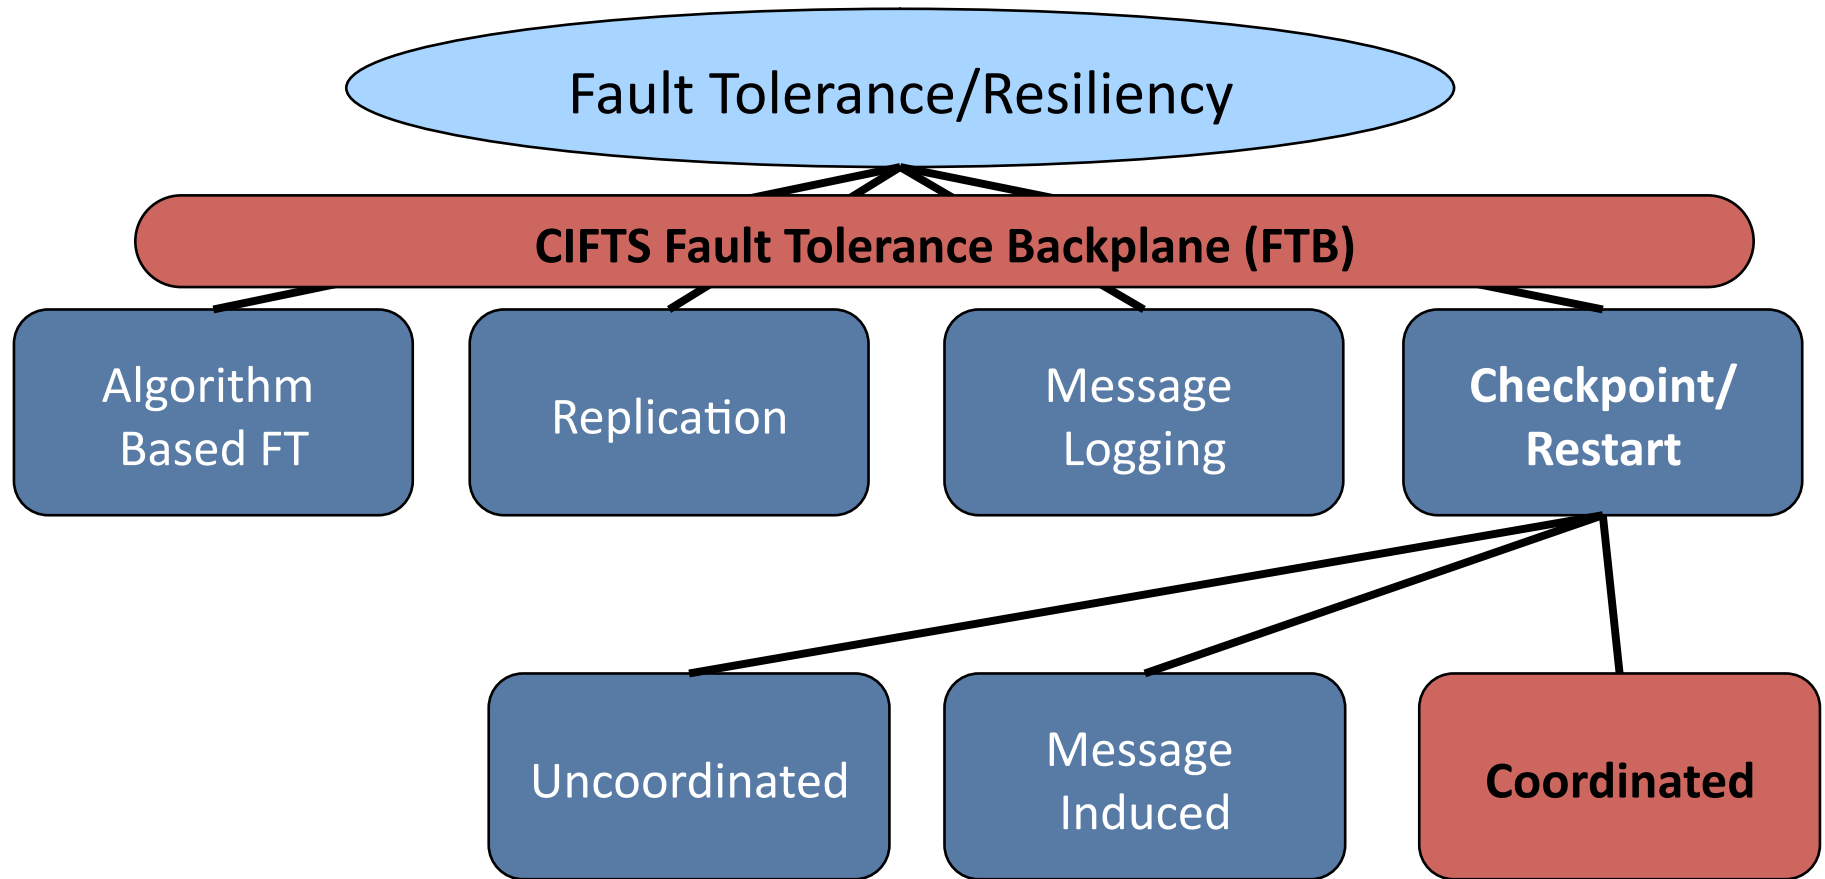 Fault Tolerance/Resiliency
CIFTS Fault Tolerance Backplane (FTB)
Algorithm
Based FT
Replication
Message
Logging
Checkpoint/
Restart
Uncoordinated
Message
Induced
Coordinated